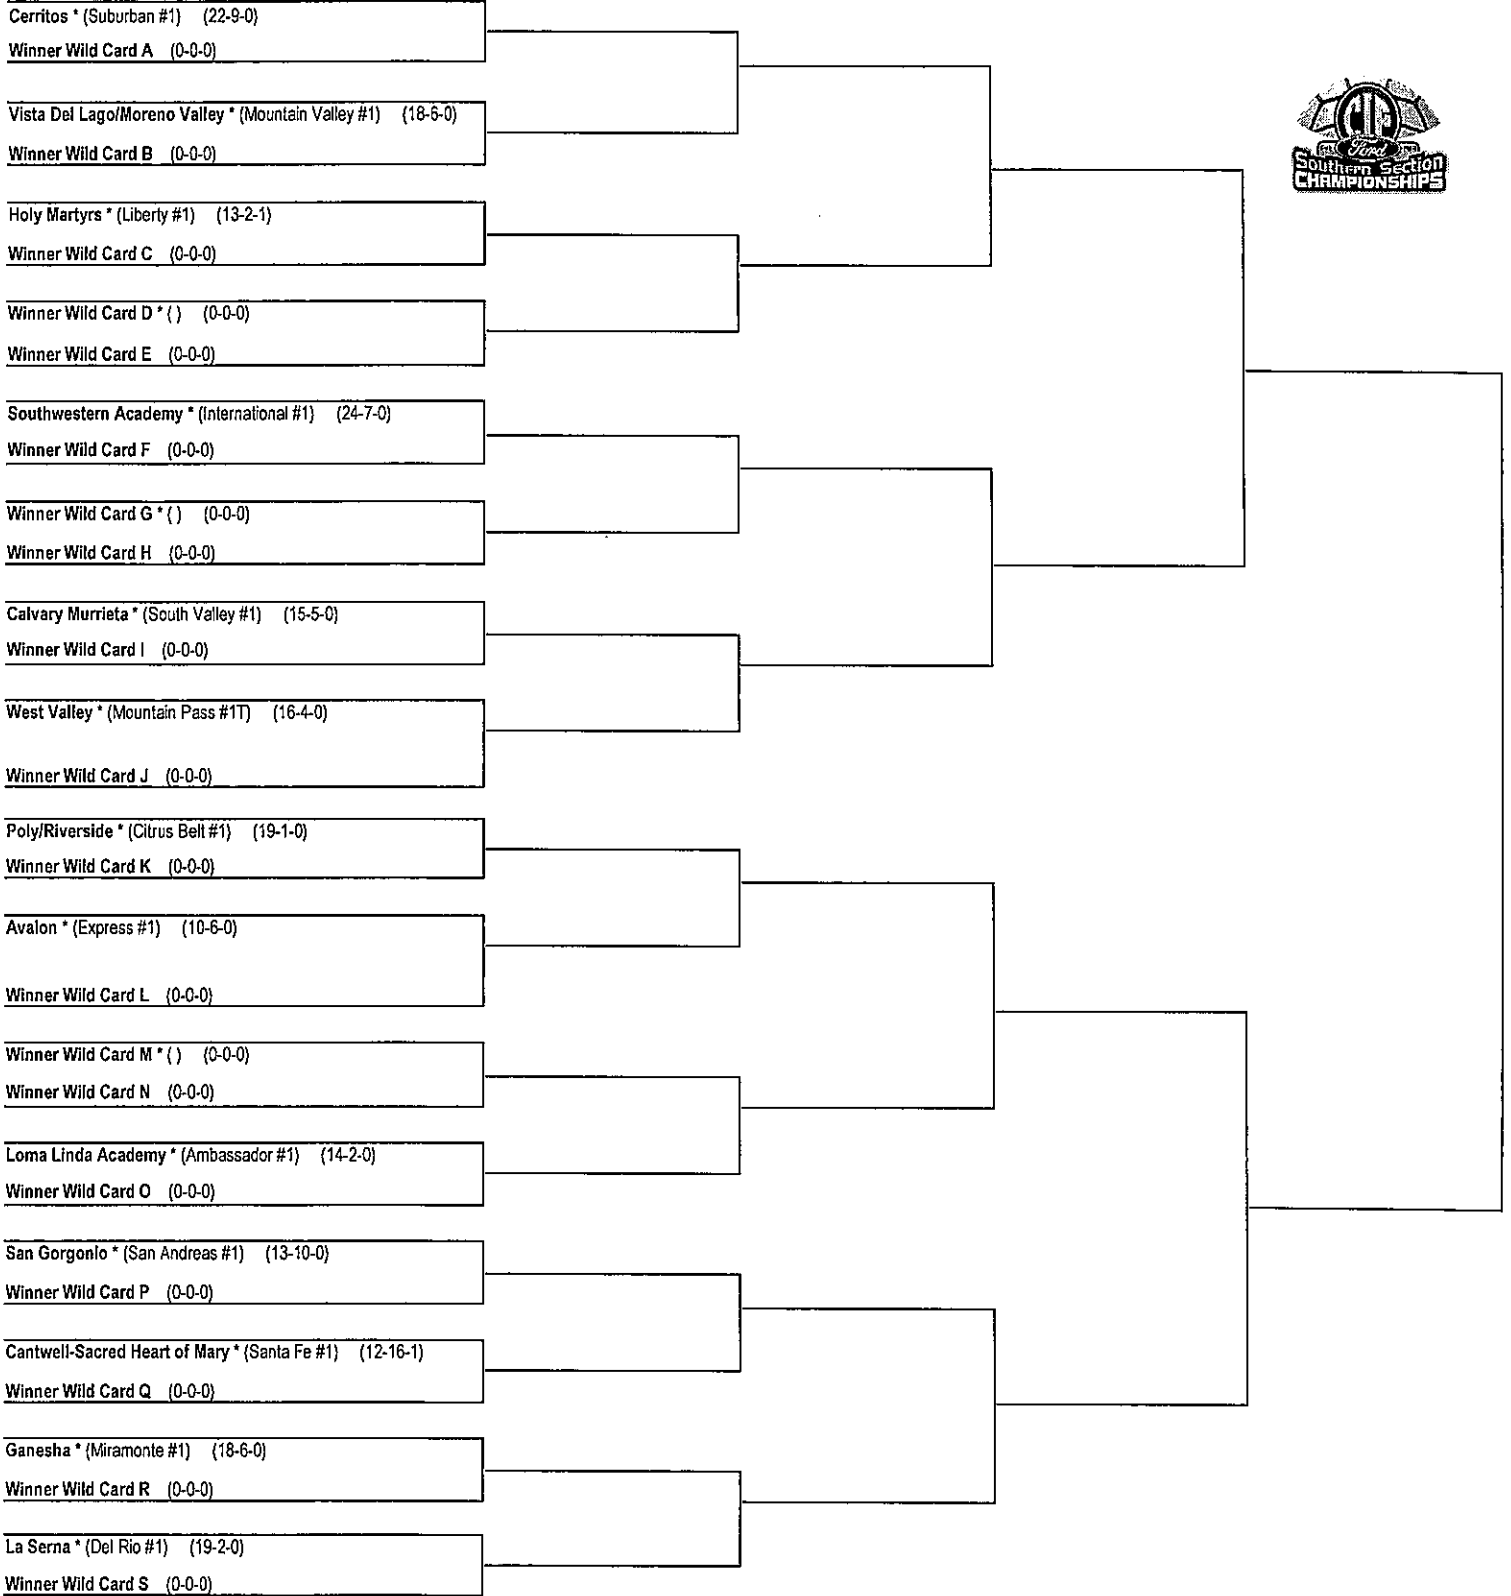 Cerritos * (Suburban #1) (22-9-0)
Winner Wild Card A (0-0-0)
Vista Del Lago/Moreno Valley * (Mountain Valley #1) (18-6-0)
Winner Wild Card B (0-0-0)
Holy Martyrs * (Liberty #1) (13-2-1)
Winner Wild Card C (0-0-0)
Winner Wild Card D * ( ) (0-0-0)
Winner Wild Card E (0-0-0)
Southwestern Academy * (International #1) (24-7-0)
Winner Wild Card F (0-0-0)
Winner Wild Card G * ( ) (0-0-0)
Winner Wild Card H (0-0-0)
Calvary Murrieta * (South Valley #1) (15-5-0)
Winner Wild Card I (0-0-0)
West Valley * (Mountain Pass #1T) (16-4-0)
Winner Wild Card J (0-0-0)
Poly/Riverside * (Citrus Belt #1) (19-1-0)
Winner Wild Card K (0-0-0)
Avalon * (Express #1) (10-6-0)
Winner Wild Card L (0-0-0)
Winner Wild Card M * ( ) (0-0-0)
Winner Wild Card N (0-0-0)
Loma Linda Academy * (Ambassador #1) (14-2-0)
Winner Wild Card O (0-0-0)
San Gorgonio * (San Andreas #1) (13-10-0)
Winner Wild Card P (0-0-0)
Cantwell-Sacred Heart of Mary * (Santa Fe #1) (12-16-1)
Winner Wild Card Q (0-0-0)
Ganesha * (Miramonte #1) (18-6-0)
Winner Wild Card R (0-0-0)
La Serna * (Del Rio #1) (19-2-0)
Winner Wild Card S (0-0-0)
CIF
Ford
Southern Section
CHAMPIONSHIPS